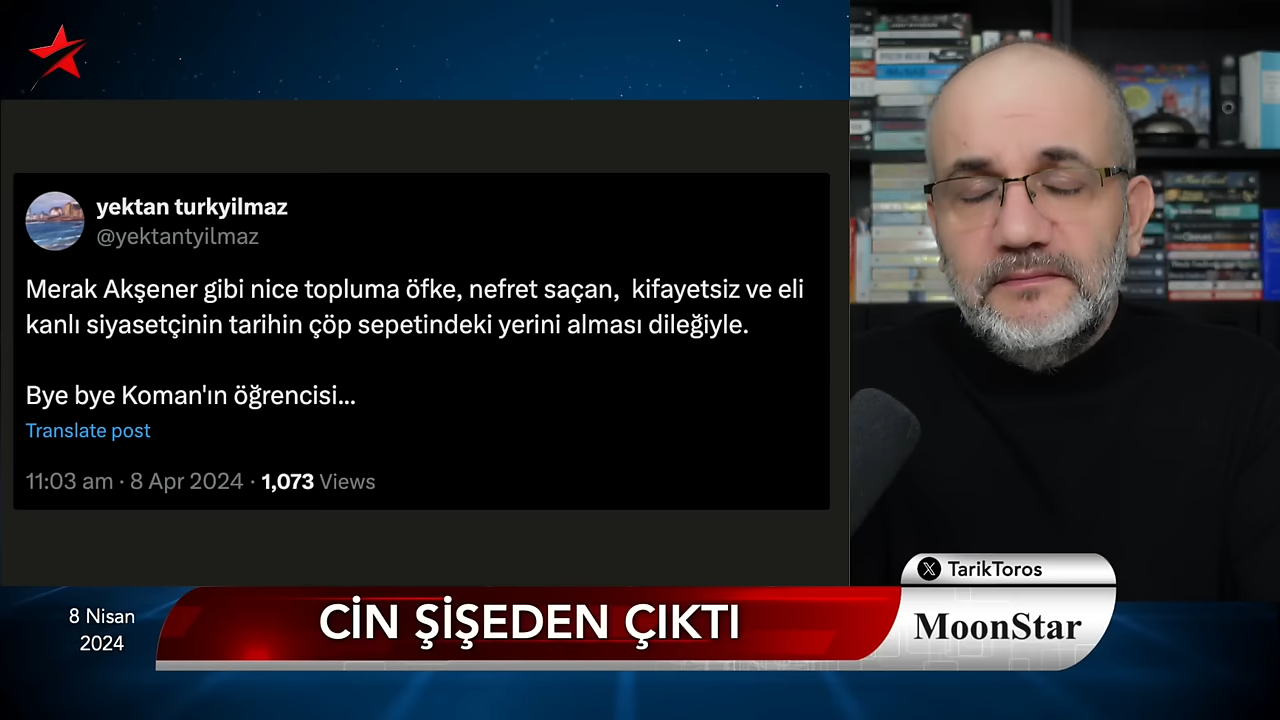 yektan turkyilmaz
@yektantyilmaz
Merak Akşener gibi nice topluma öfke, nefret saçan, kifayetsiz ve eli
kanlı siyasetçinin tarihin çöp sepetindeki yerini alması dileğiyle.
Bye bye Koman'ın öğrencisi...
Translate post
11:03 am · 8 Apr 2024 · 1,073 Views
TarikToros
8 Nisan
2024
CİN ŞİŞEDEN ÇIKTI
MoonStar